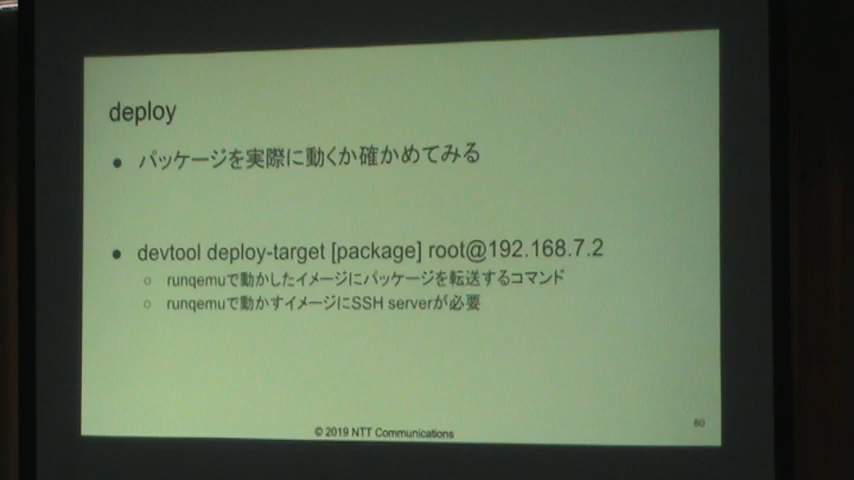 deploy
● パッケージを実際に動くか確かめてみる
● devtool deploy-target [package] root@192.168.7.2
○ runqemuで動かしたイメージにパッケージを転送するコマンド
○ runqemuで動かすイメージにSSH serverが必要
80
© 2019 NTT Communications